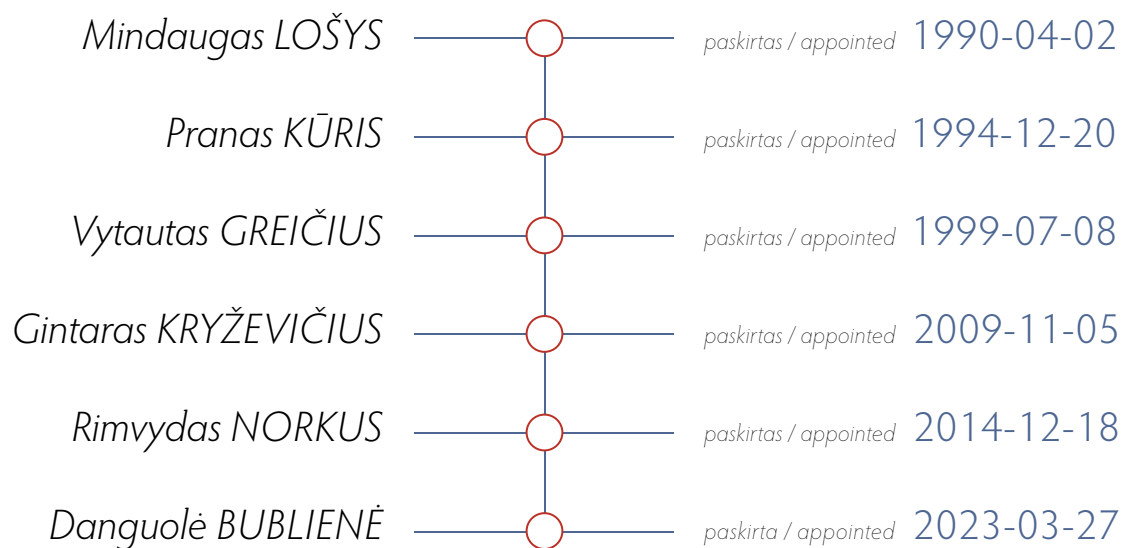 Mindaugas LOŠYS paskirtas / appointed 1990-04-02
Pranas KŪRIS paskirtas / appointed 1994-12-20
Vytautas GREIČIUS paskirtas / appointed 1999-07-08
Gintaras KRYŽEVIČIUS paskirtas / appointed 2009-11-05
Rimvydas NORKUS paskirtas / appointed 2014-12-18
Danguolė BUBLIENĖ paskirta / appointed 2023-03-27